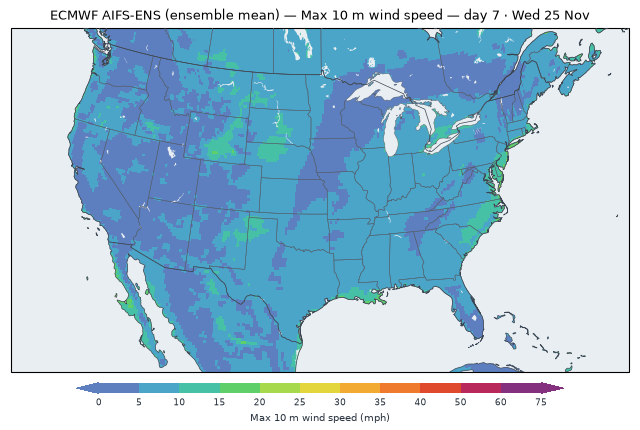 ECMWF AIFS-ENS (ensemble mean) — Max 10 m wind speed — day 7 · Wed 25 Nov
0 5 10 15 20 25 30 35 40 50 60 75
Max 10 m wind speed (mph)